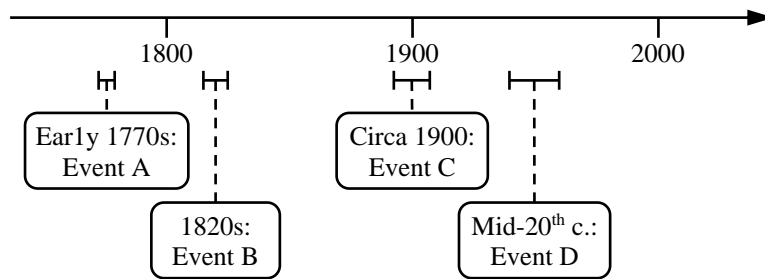 1800 1900 2000
Ear1y 1770s:
Event A
Circa 1900:
Event C
1820s:
Event B
Mid-20th c.:
Event D